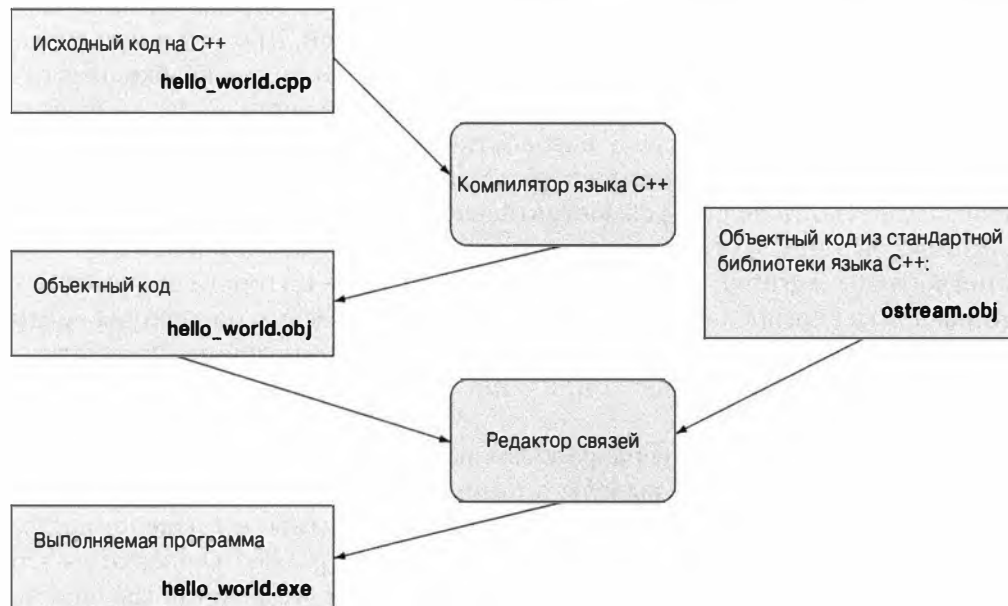 Исходный код на C++
hello_world.cpp
Компилятор языка C++
Объектный код из стандартной
библиотеки языка C++:
ostream.obj
Объектный код
hello_world.obj
Редактор связей
Выполняемая программа
hello_world.exe